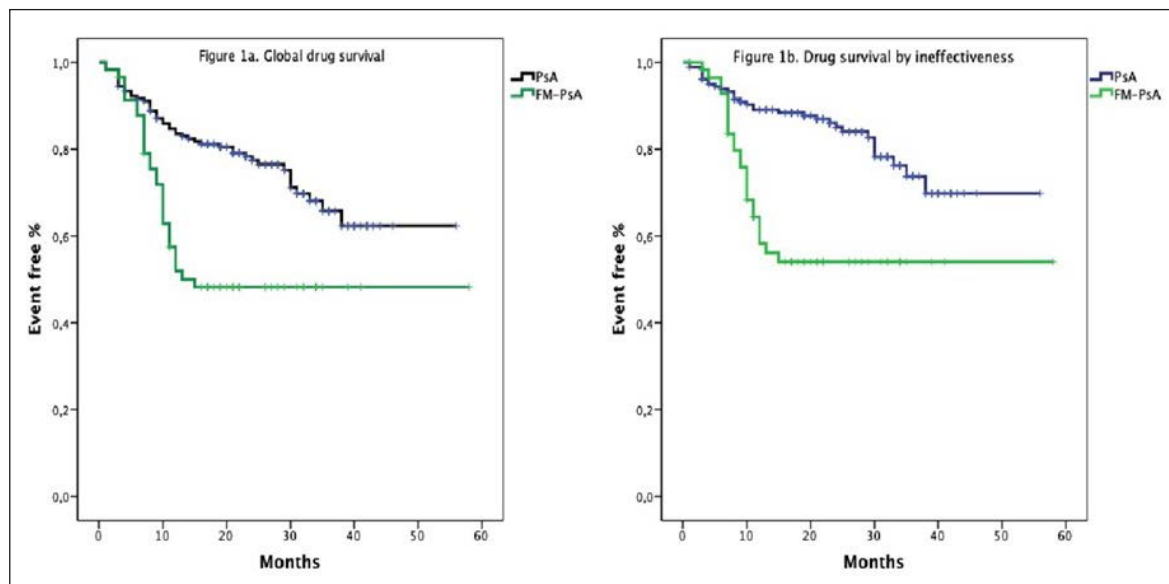 Figure 1a. Global drug survival
PsA
FM-PsA
1,0
0,8
0,6
0,4
0,2
0,0
Event free %
0 10 20 30 40 50 60
Months
Figure 1b. Drug survival by ineffectiveness
PsA
FM-PsA
1,0
0,8
0,6
0,4
0,2
0,0
Event free %
0 10 20 30 40 50 60
Months